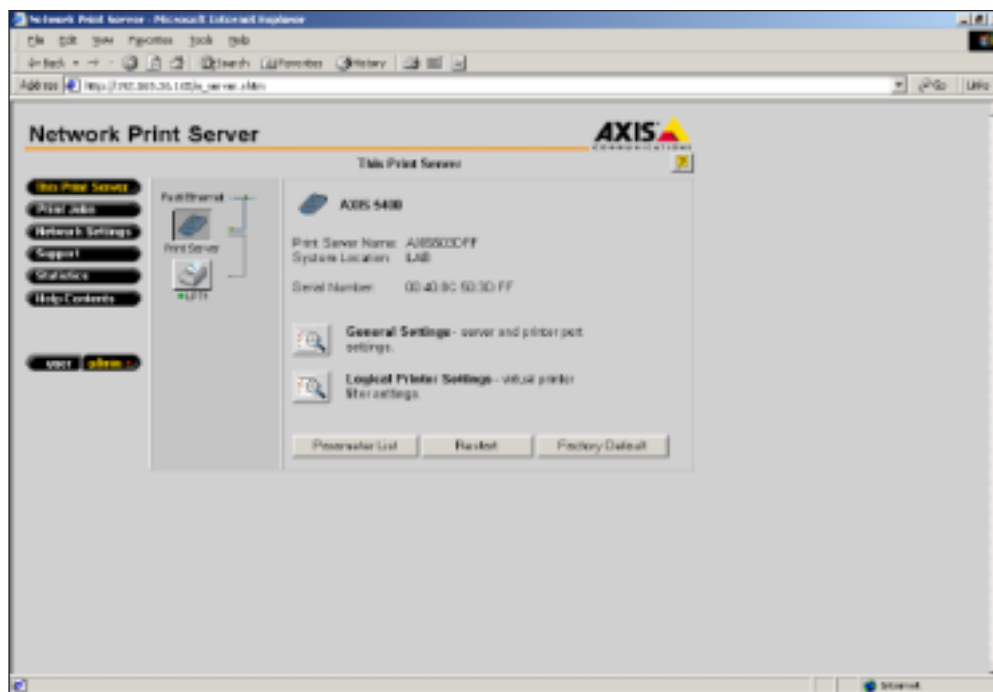 Network Print Server - Microsoft Internet Explorer
File Edit View Favorites Tools Help
Back Search Favorites History
Address
Go Links
Network Print Server
AXIS
COMMUNICATIONS
This Print Server
?
This Print Server
Print Jobs
Network Settings
Support
Statistics
Help Contents
user admin
Fast Ethernet
Print Server
LPT1
AXIS 5400
Print Server Name:
System Location: LAB
Serial Number: 00 40 8C 50 3D FF
General Settings - server and printer port
settings.
Logical Printer Settings - virtual printer
filter settings.
Parameter List Restart Factory Default
Internet